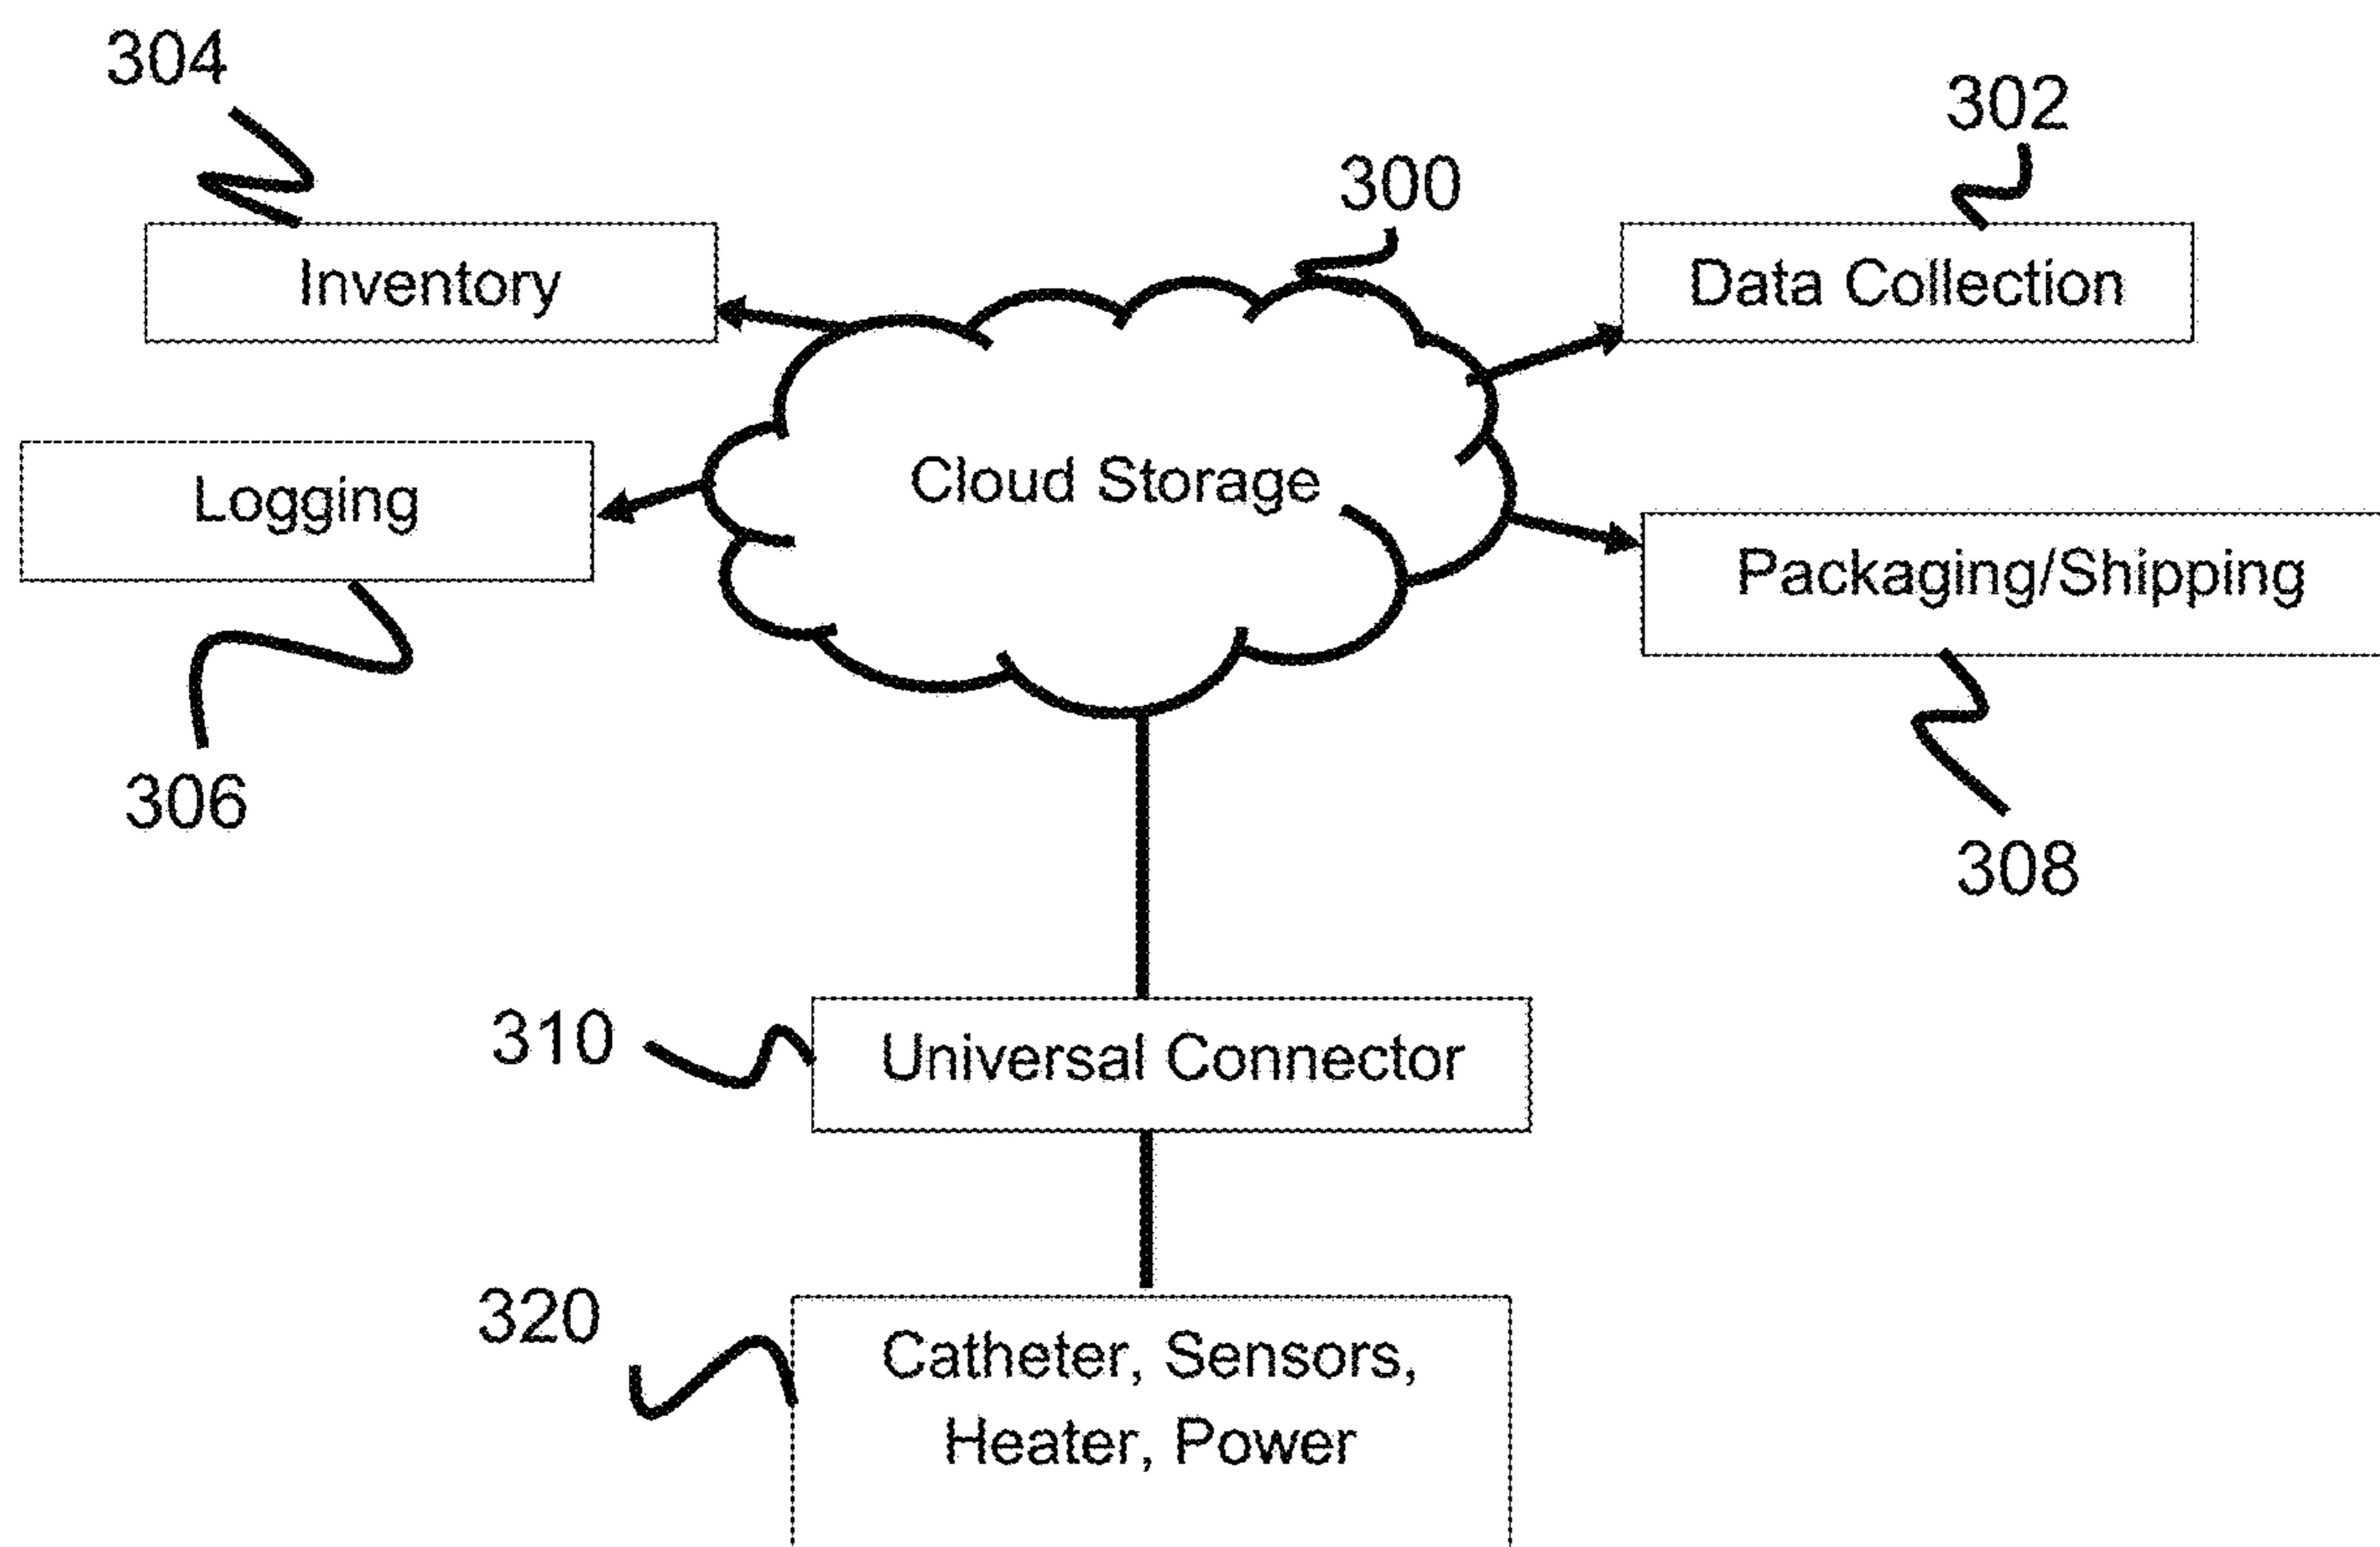 304
302
300
Inventory
Data Collection
Cloud Storage
Logging
Packaging/Shipping
306
308
310
Universal Connector
320
Catheter, Sensors,
Heater, Power